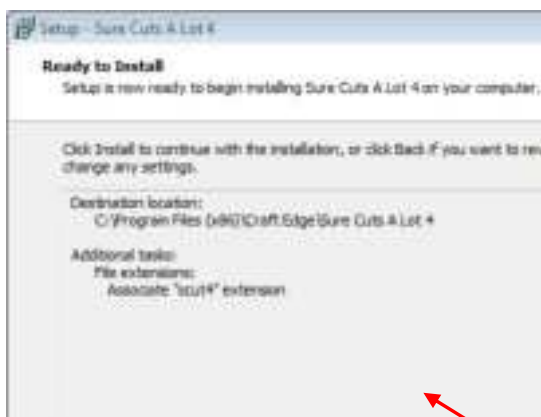 Setup - Sure Cuts A Lot 4
Ready to Install
Setup is now ready to begin installing Sure Cuts A Lot 4 on your computer.
Click Install to continue with the installation, or click Back if you want to
change any settings.
Destination location:
C:\Program Files (x86)\Craft Edge\Sure Cuts A Lot 4
Additional tasks:
File extensions:
Associate "scut4" extension